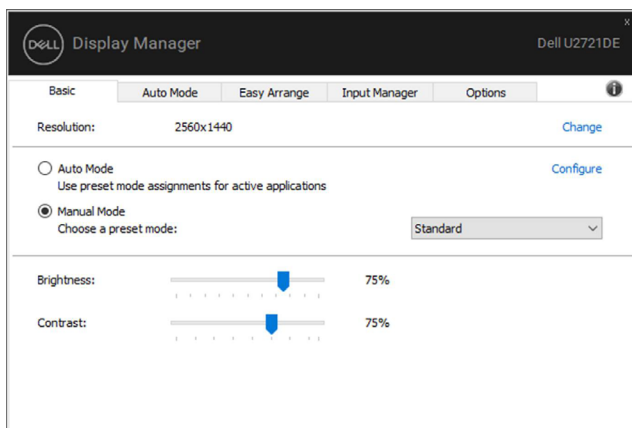 x
DELL Display Manager Dell U2721DE
Basic Auto Mode Easy Arrange Input Manager Options i
Resolution: 2560x1440 Change
Auto Mode Configure
Use preset mode assignments for active applications
Manual Mode
Choose a preset mode: Standard
Brightness: 75%
Contrast: 75%